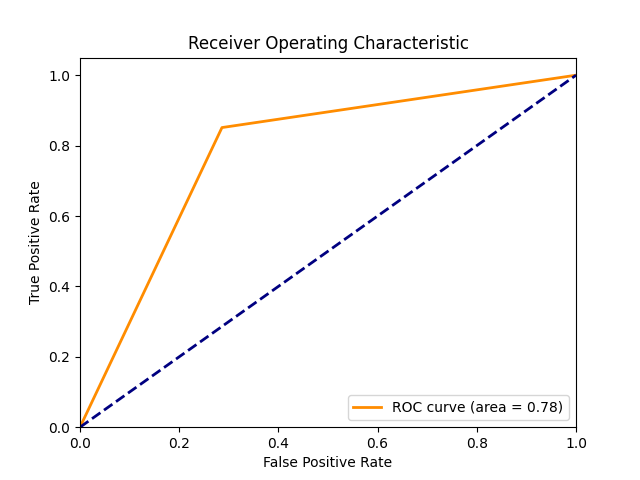 Receiver Operating Characteristic
1.0
0.8
0.6
0.4
0.2
0.0
True Positive Rate
ROC curve (area = 0.78)
0.0 0.2 0.4 0.6 0.8 1.0
False Positive Rate